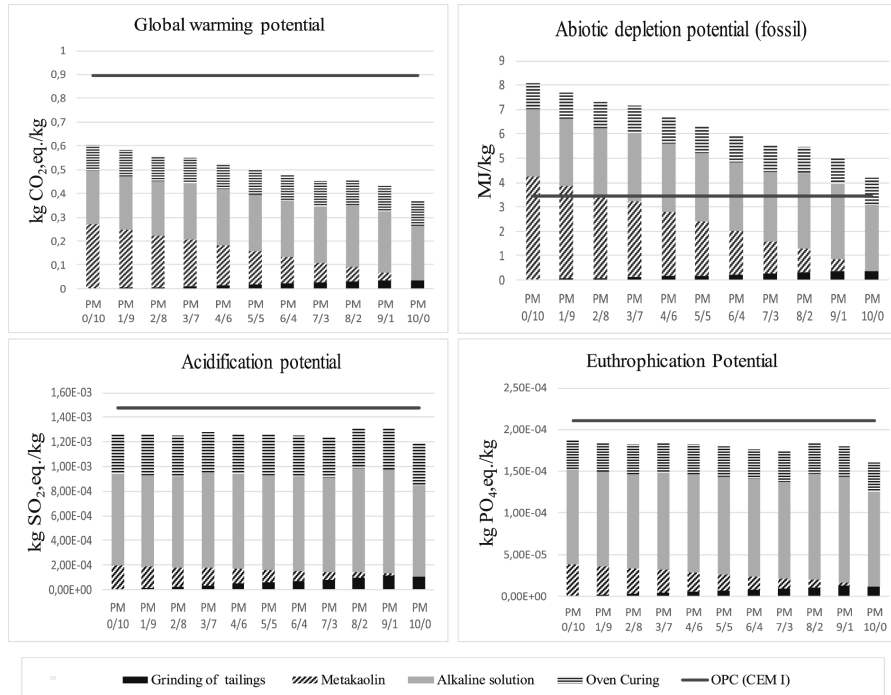 Global warming potential
kg CO2,eq./kg
1
0,9
0,8
0,7
0,6
0,5
0,4
0,3
0,2
0,1
0
PM PM PM PM PM PM PM PM PM PM PM
0/10 1/9 2/8 3/7 4/6 5/5 6/4 7/3 8/2 9/1 10/0
Abiotic depletion potential (fossil)
MJ/kg
9
8
7
6
5
4
3
2
1
0
PM PM PM PM PM PM PM PM PM PM PM
0/10 1/9 2/8 3/7 4/6 5/5 6/4 7/3 8/2 9/1 10/0
Acidification potential
kg SO2,eq./kg
1,60E-03
1,40E-03
1,20E-03
1,00E-03
8,00E-04
6,00E-04
4,00E-04
2,00E-04
0,00E+00
PM PM PM PM PM PM PM PM PM PM PM
0/10 1/9 2/8 3/7 4/6 5/5 6/4 7/3 8/2 9/1 10/0
Euthrophication Potential
kg PO4,eq./kg
2,50E-04
2,00E-04
1,50E-04
1,00E-04
5,00E-05
0,00E+00
PM PM PM PM PM PM PM PM PM PM PM
0/10 1/9 2/8 3/7 4/6 5/5 6/4 7/3 8/2 9/1 10/0
Grinding of tailings Metakaolin Alkaline solution Oven Curing OPC (CEM I)